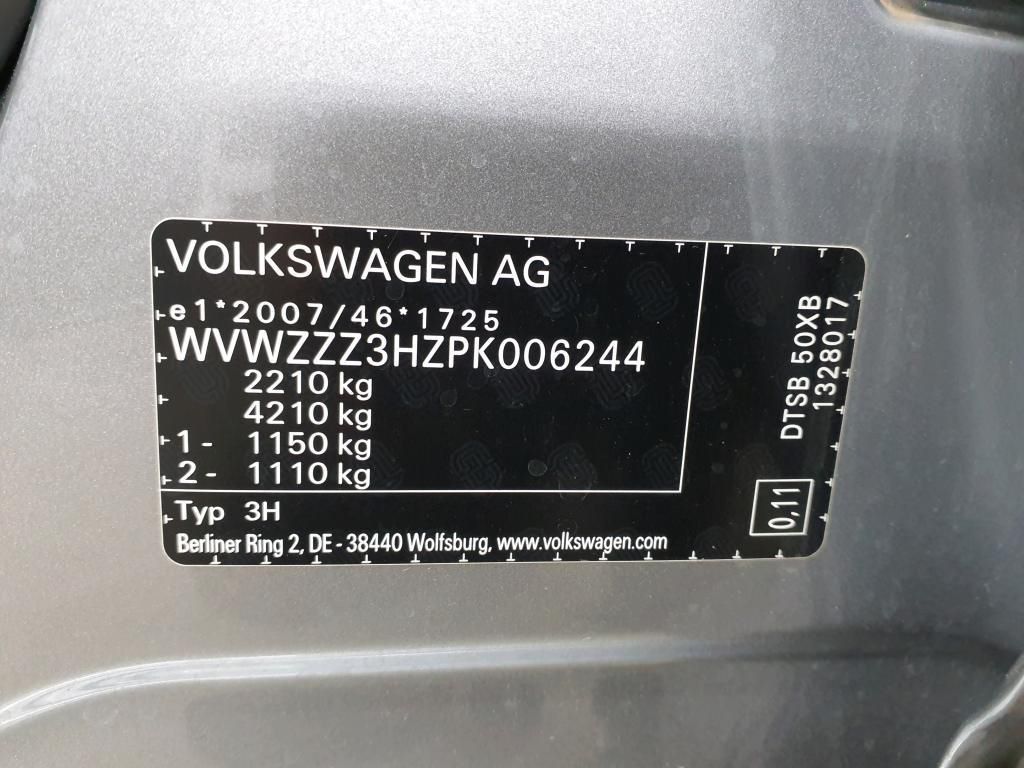 VOLKSWAGEN AG
e1*2007/46*1725
WVWZZZ3HZPK006244
2210 kg
4210 kg
1- 1150 kg
2- 1110 kg
Typ 3H
Berliner Ring 2, DE - 38440 Wolfsburg, www.volkswagen.com
DTSB 50XB
1328017
0,11